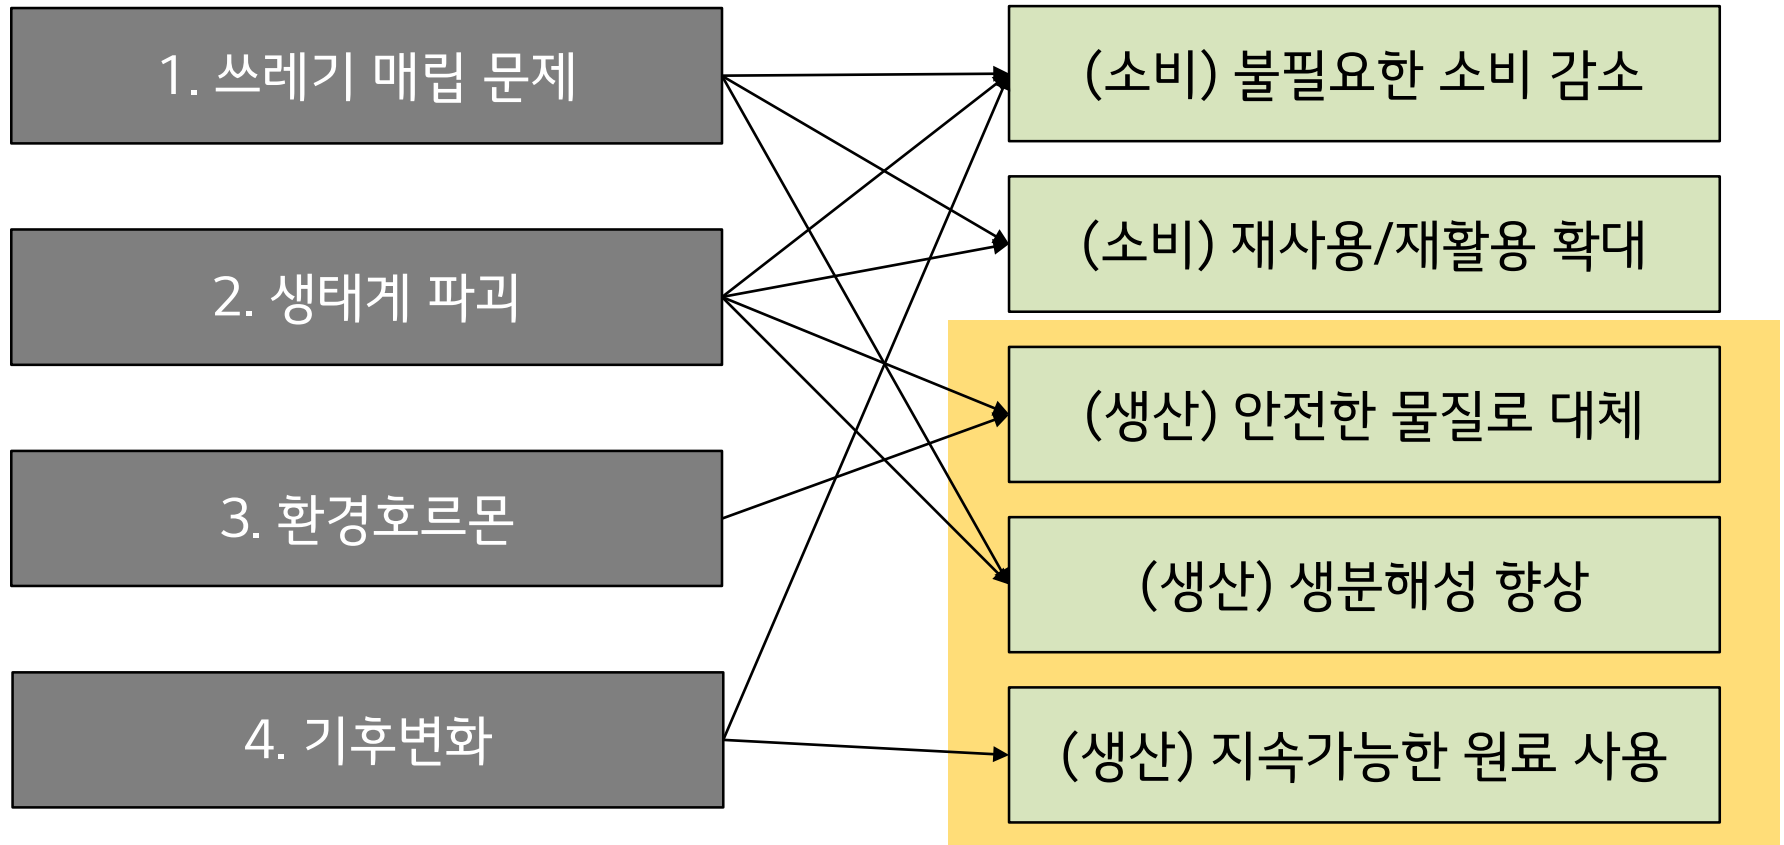 1. 쓰레기 매립 문제
2. 생태계 파괴
3. 환경호르몬
4. 기후변화
(소비) 불필요한 소비 감소
(소비) 재사용/재활용 확대
(생산) 안전한 물질로 대체
(생산) 생분해성 향상
(생산) 지속가능한 원료 사용